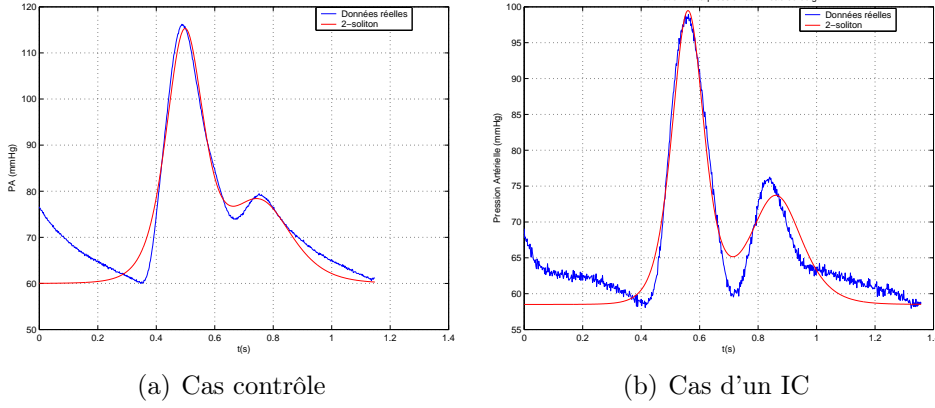 Données réelles
2-soliton
PA (mmHg)
120
110
100
90
80
70
60
50
0 0.2 0.4 0.6 0.8 1 1.2 1.4
t(s)
(a) Cas contrôle
Données réelles
2-soliton
Pression Artérielle (mmHg)
100
95
90
85
80
75
70
65
60
55
0 0.2 0.4 0.6 0.8 1 1.2 1.4
t(s)
(b) Cas d'un IC